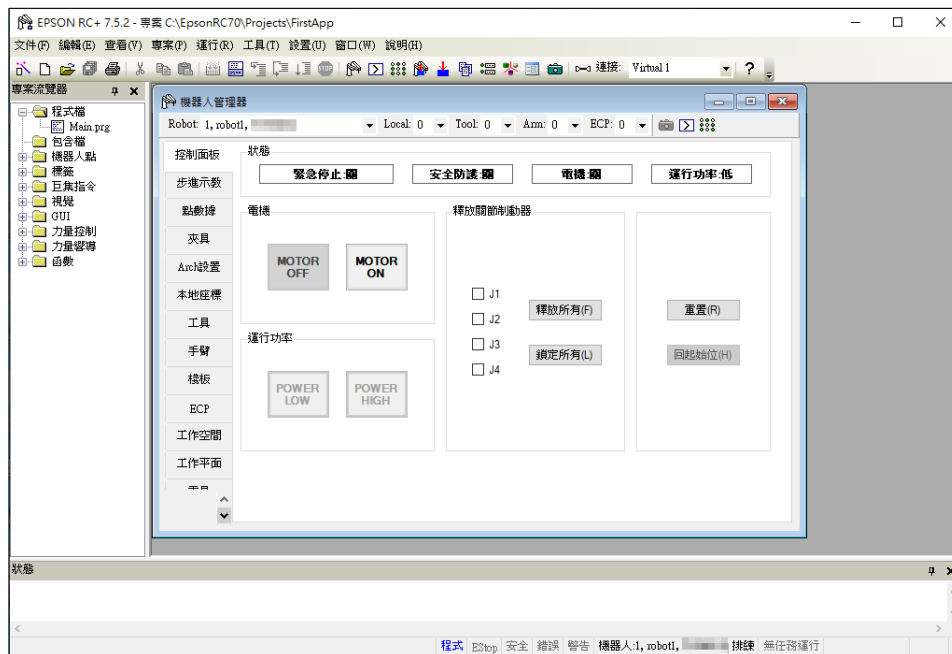 EPSON RC+ 7.5.2 - 專案 C:\EpsonRC70\Projects\FirstApp
文件(F) 編輯(E) 查看(V) 專案(P) 運行(R) 工具(T) 設置(U) 窗口(W) 說明(H)
連接: Virtual 1
專案流覽器
程式檔
Main.prg
包含檔
機器人點
標籤
巨集指令
視覺
GUI
力量控制
力量嚮導
函數
機器人管理器
Robot: 1, robot1, Local: 0 Tool: 0 Arm: 0 ECP: 0
控制面板
步進示教
點數據
夾具
Arch設置
本地座標
工具
手臂
棧板
ECP
工作空間
工作平面
狀態
緊急停止:關 安全防護:關 電機:關 運行功率:低
電機
MOTOR OFF
MOTOR ON
運行功率
POWER LOW
POWER HIGH
釋放關節制動器
J1
J2
J3
J4
釋放所有(F)
鎖定所有(L)
重置(R)
回起始位(H)
狀態
程式 EStop 安全 錯誤 警告 機器人:1, robot1, 排練 無任務運行